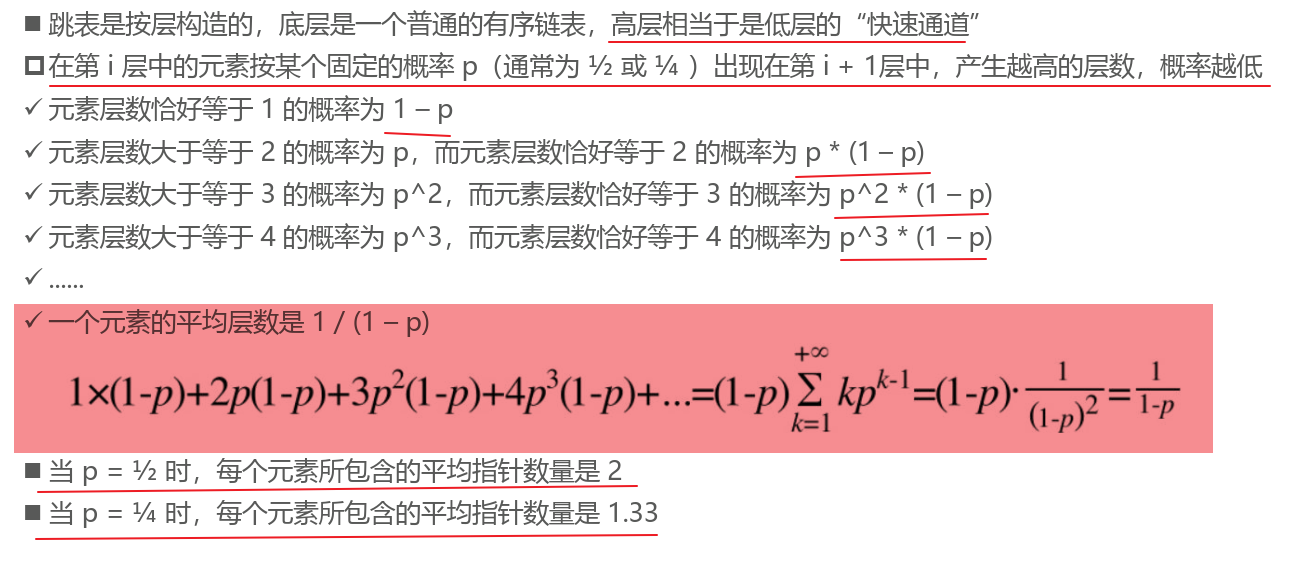 ■ 跳表是按层构造的，底层是一个普通的有序链表，高层相当于是低层的“快速通道”
在第 i 层中的元素按某个固定的概率 p（通常为 ½ 或 ¼ ）出现在第 i + 1层中，产生越高的层数，概率越低
✓ 元素层数恰好等于 1 的概率为 1 – p
✓ 元素层数大于等于 2 的概率为 p，而元素层数恰好等于 2 的概率为 p * (1 – p)
✓ 元素层数大于等于 3 的概率为 p^2，而元素层数恰好等于 3 的概率为 p^2 * (1 – p)
✓ 元素层数大于等于 4 的概率为 p^3，而元素层数恰好等于 4 的概率为 p^3 * (1 – p)
✓ ......
✓ 一个元素的平均层数是 1 / (1 – p)
1×(1-p)+2p(1-p)+3p²(1-p)+4p³(1-p)+...=(1-p)∑_{k=1}^{+∞} kp^{k-1}=(1-p)·1/(1-p)²=1/(1-p)
■ 当 p = ½ 时，每个元素所包含的平均指针数量是 2
■ 当 p = ¼ 时，每个元素所包含的平均指针数量是 1.33